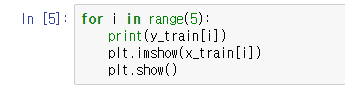 In [5]: for i in range(5):
    print(y_train[i])
    plt.imshow(x_train[i])
    plt.show()